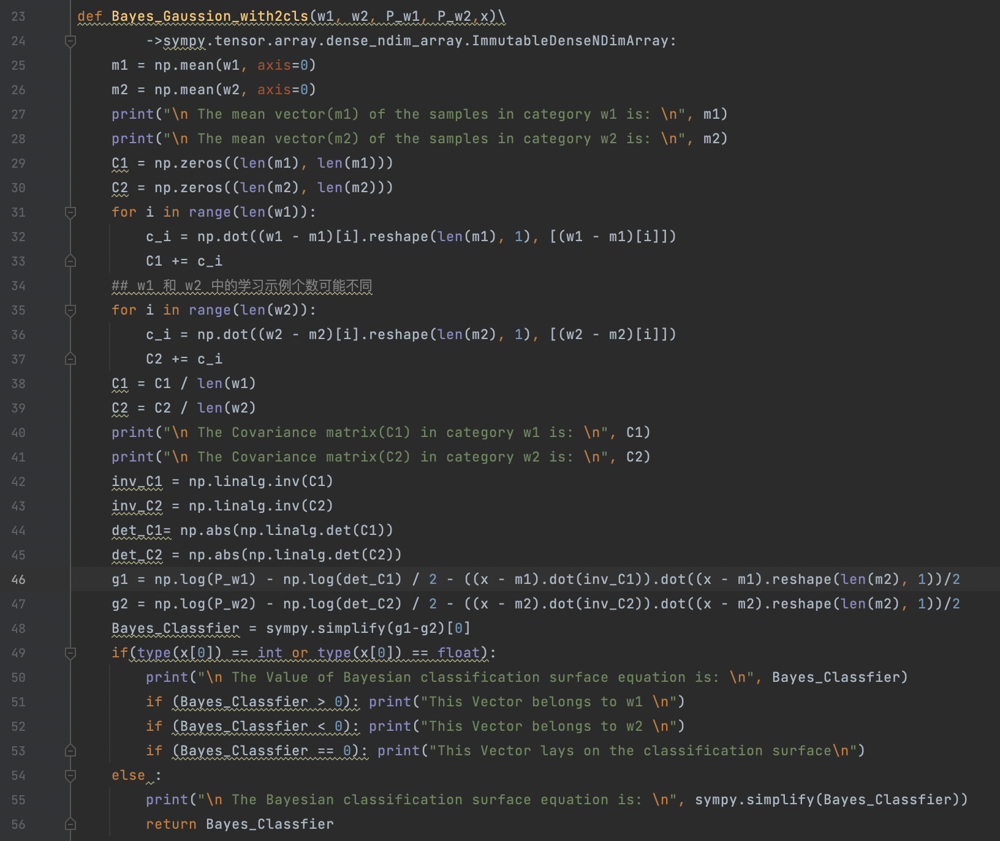 23 def Bayes_Gaussion_with2cls(w1, w2, P_w1, P_w2,x)\
24         ->sympy.tensor.array.dense_ndim_array.ImmutableDenseNDimArray:
25     m1 = np.mean(w1, axis=0)
26     m2 = np.mean(w2, axis=0)
27     print("\n The mean vector(m1) of the samples in category w1 is: \n", m1)
28     print("\n The mean vector(m2) of the samples in category w2 is: \n", m2)
29     C1 = np.zeros((len(m1), len(m1)))
30     C2 = np.zeros((len(m2), len(m2)))
31     for i in range(len(w1)):
32         c_i = np.dot((w1 - m1)[i].reshape(len(m1), 1), [(w1 - m1)[i]])
33         C1 += c_i
34     ## w1 和 w2 中的学习示例个数可能不同
35     for i in range(len(w2)):
36         c_i = np.dot((w2 - m2)[i].reshape(len(m2), 1), [(w2 - m2)[i]])
37         C2 += c_i
38     C1 = C1 / len(w1)
39     C2 = C2 / len(w2)
40     print("\n The Covariance matrix(C1) in category w1 is: \n", C1)
41     print("\n The Covariance matrix(C2) in category w2 is: \n", C2)
42     inv_C1 = np.linalg.inv(C1)
43     inv_C2 = np.linalg.inv(C2)
44     det_C1= np.abs(np.linalg.det(C1))
45     det_C2 = np.abs(np.linalg.det(C2))
46     g1 = np.log(P_w1) - np.log(det_C1) / 2 - ((x - m1).dot(inv_C1)).dot((x - m1).reshape(len(m2), 1))/2
47     g2 = np.log(P_w2) - np.log(det_C2) / 2 - ((x - m2).dot(inv_C2)).dot((x - m2).reshape(len(m2), 1))/2
48     Bayes_Classfier = sympy.simplify(g1-g2)[0]
49     if(type(x[0]) == int or type(x[0]) == float):
50         print("\n The Value of Bayesian classification surface equation is: \n", Bayes_Classfier)
51         if (Bayes_Classfier > 0): print("This Vector belongs to w1 \n")
52         if (Bayes_Classfier < 0): print("This Vector belongs to w2 \n")
53         if (Bayes_Classfier == 0): print("This Vector lays on the classification surface\n")
54     else :
55         print("\n The Bayesian classification surface equation is: \n", sympy.simplify(Bayes_Classfier))
56         return Bayes_Classfier